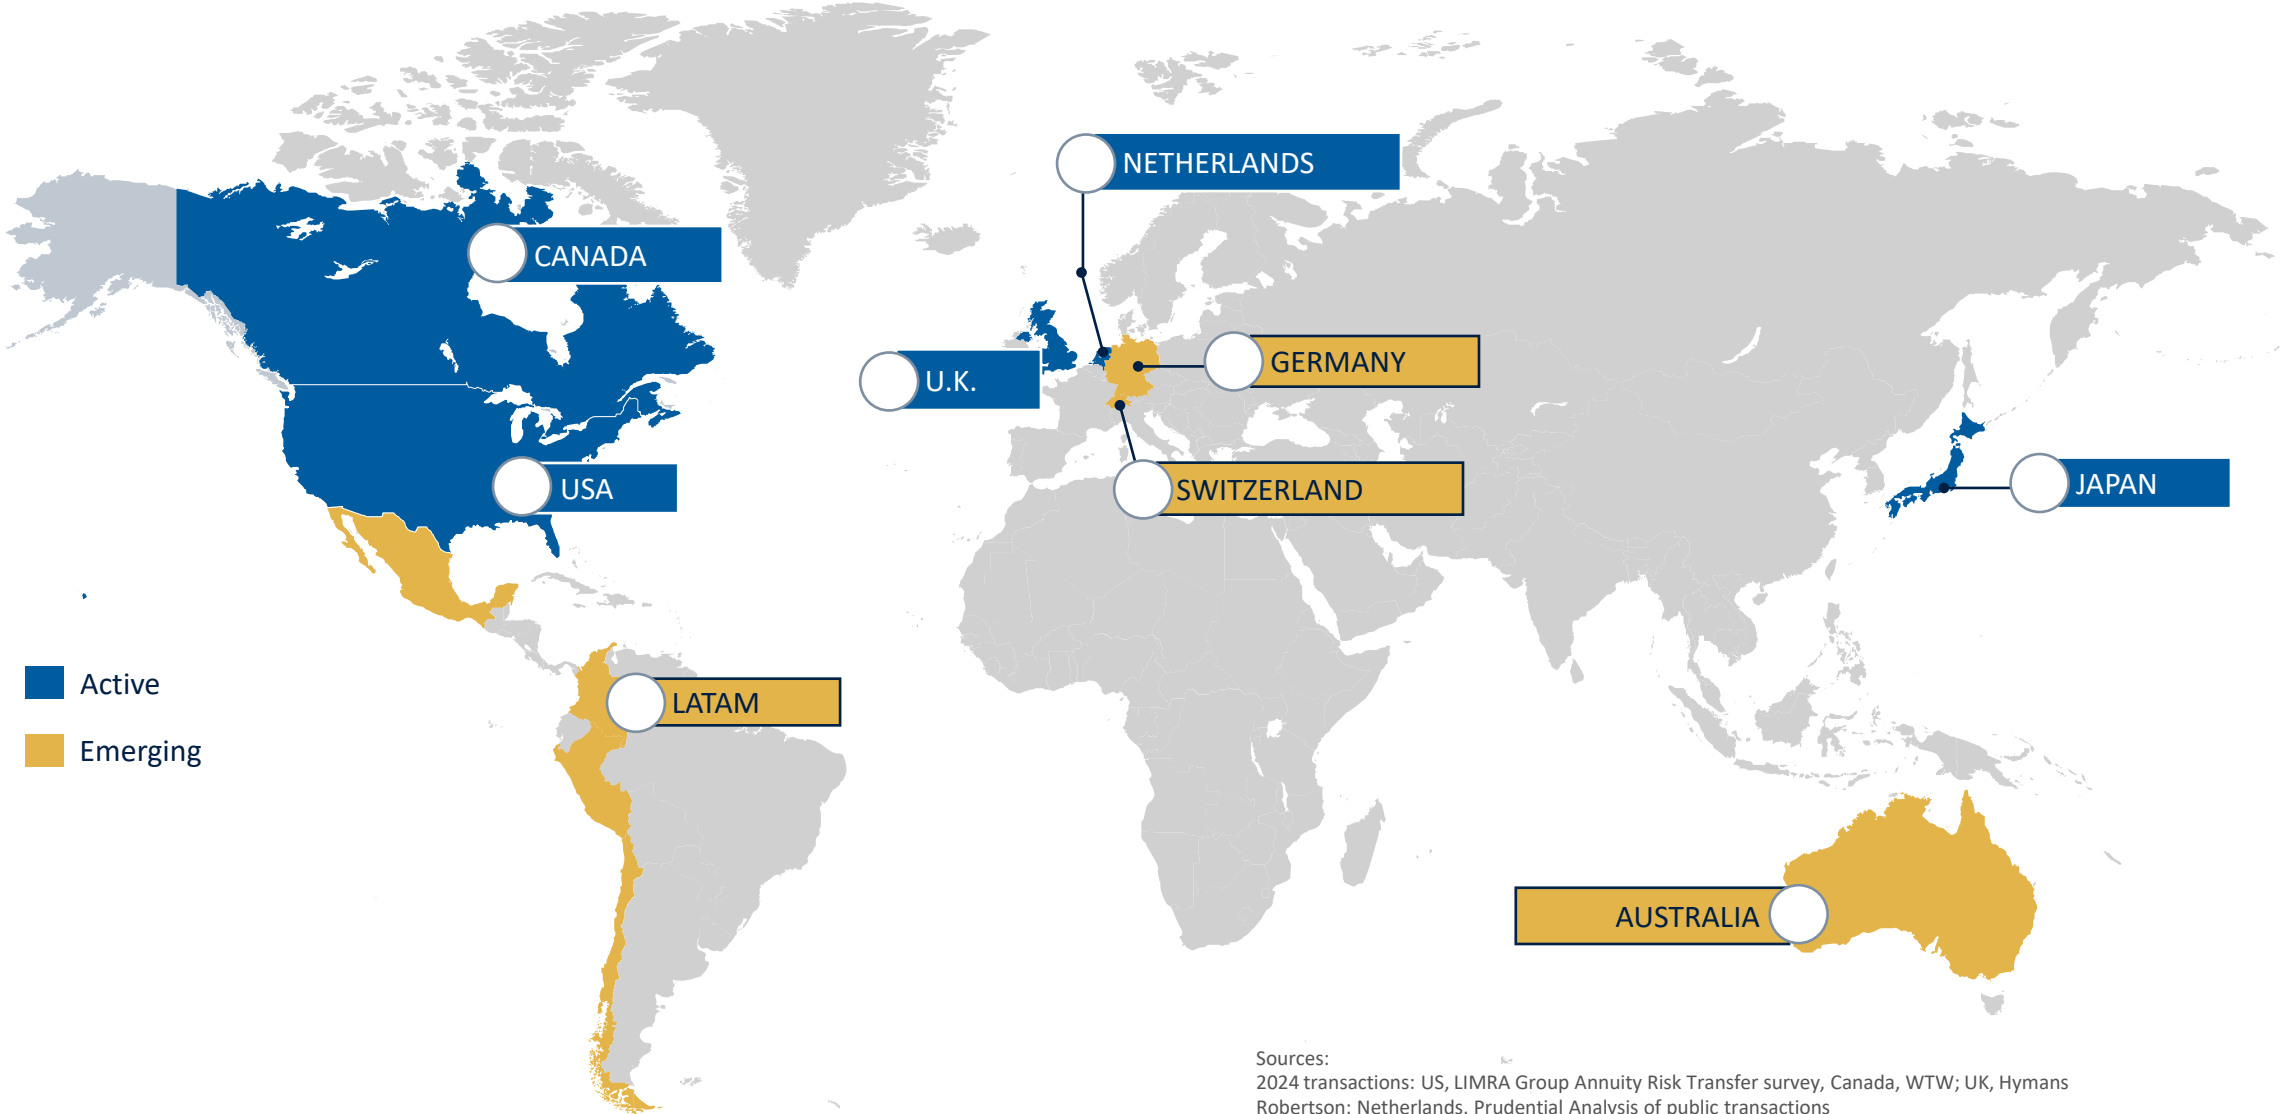 NETHERLANDS
CANADA
GERMANY
U.K.
USA
SWITZERLAND
JAPAN
Active
LATAM
Emerging
AUSTRALIA
Sources:
2024 transactions: US, LIMRA Group Annuity Risk Transfer survey, Canada, WTW; UK, Hymans
Robertson; Netherlands, Prudential Analysis of public transactions